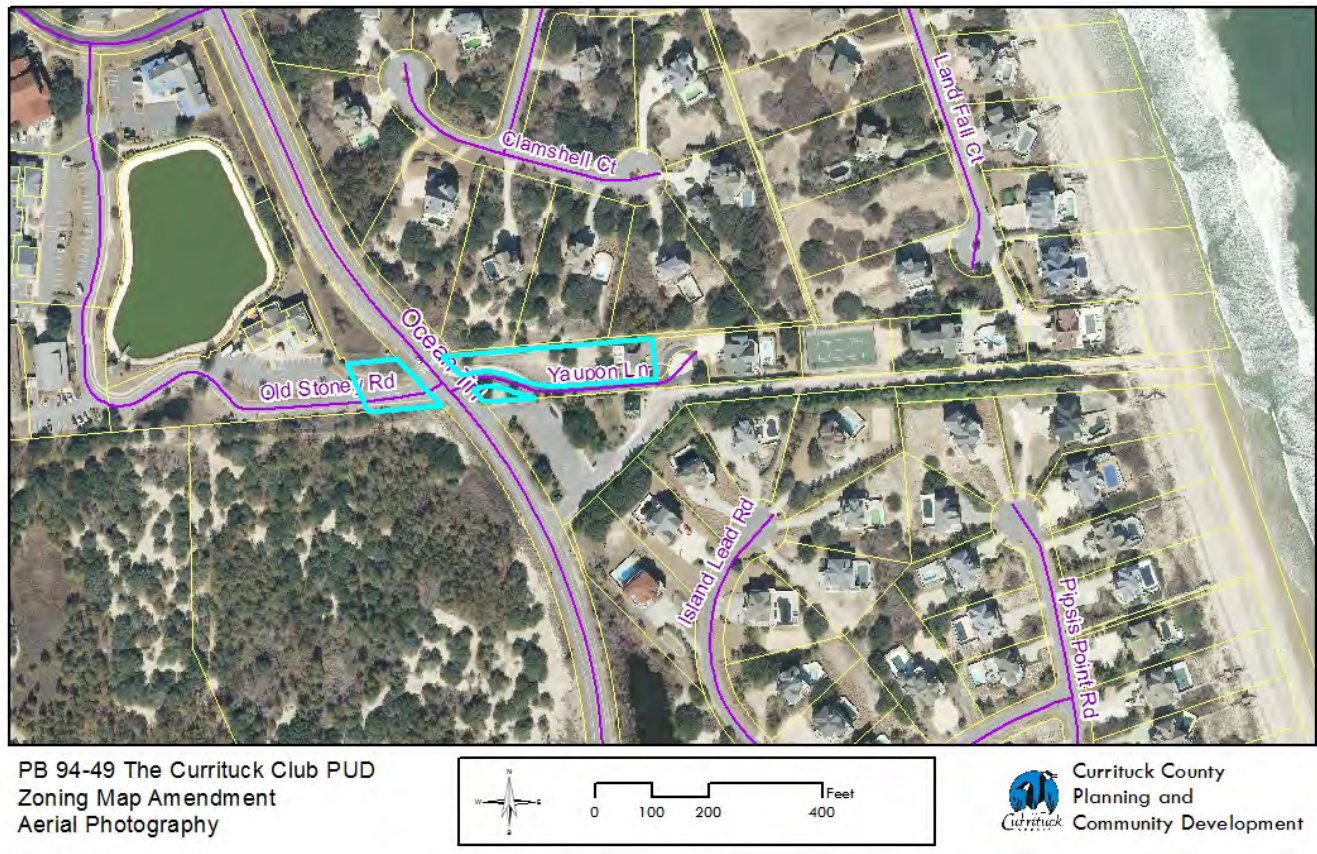 Land Fall Ct
Clamshell Ct
Ocean
Old Stoney Rd
Yaupon Ln
Island Lead Rd
Pipsis Point Rd
PB 94-49 The Currituck Club PUD
Zoning Map Amendment
Aerial Photography
N
W
E
S
0
100
200
400
Feet
Currituck
Currituck County
Planning and
Community Development